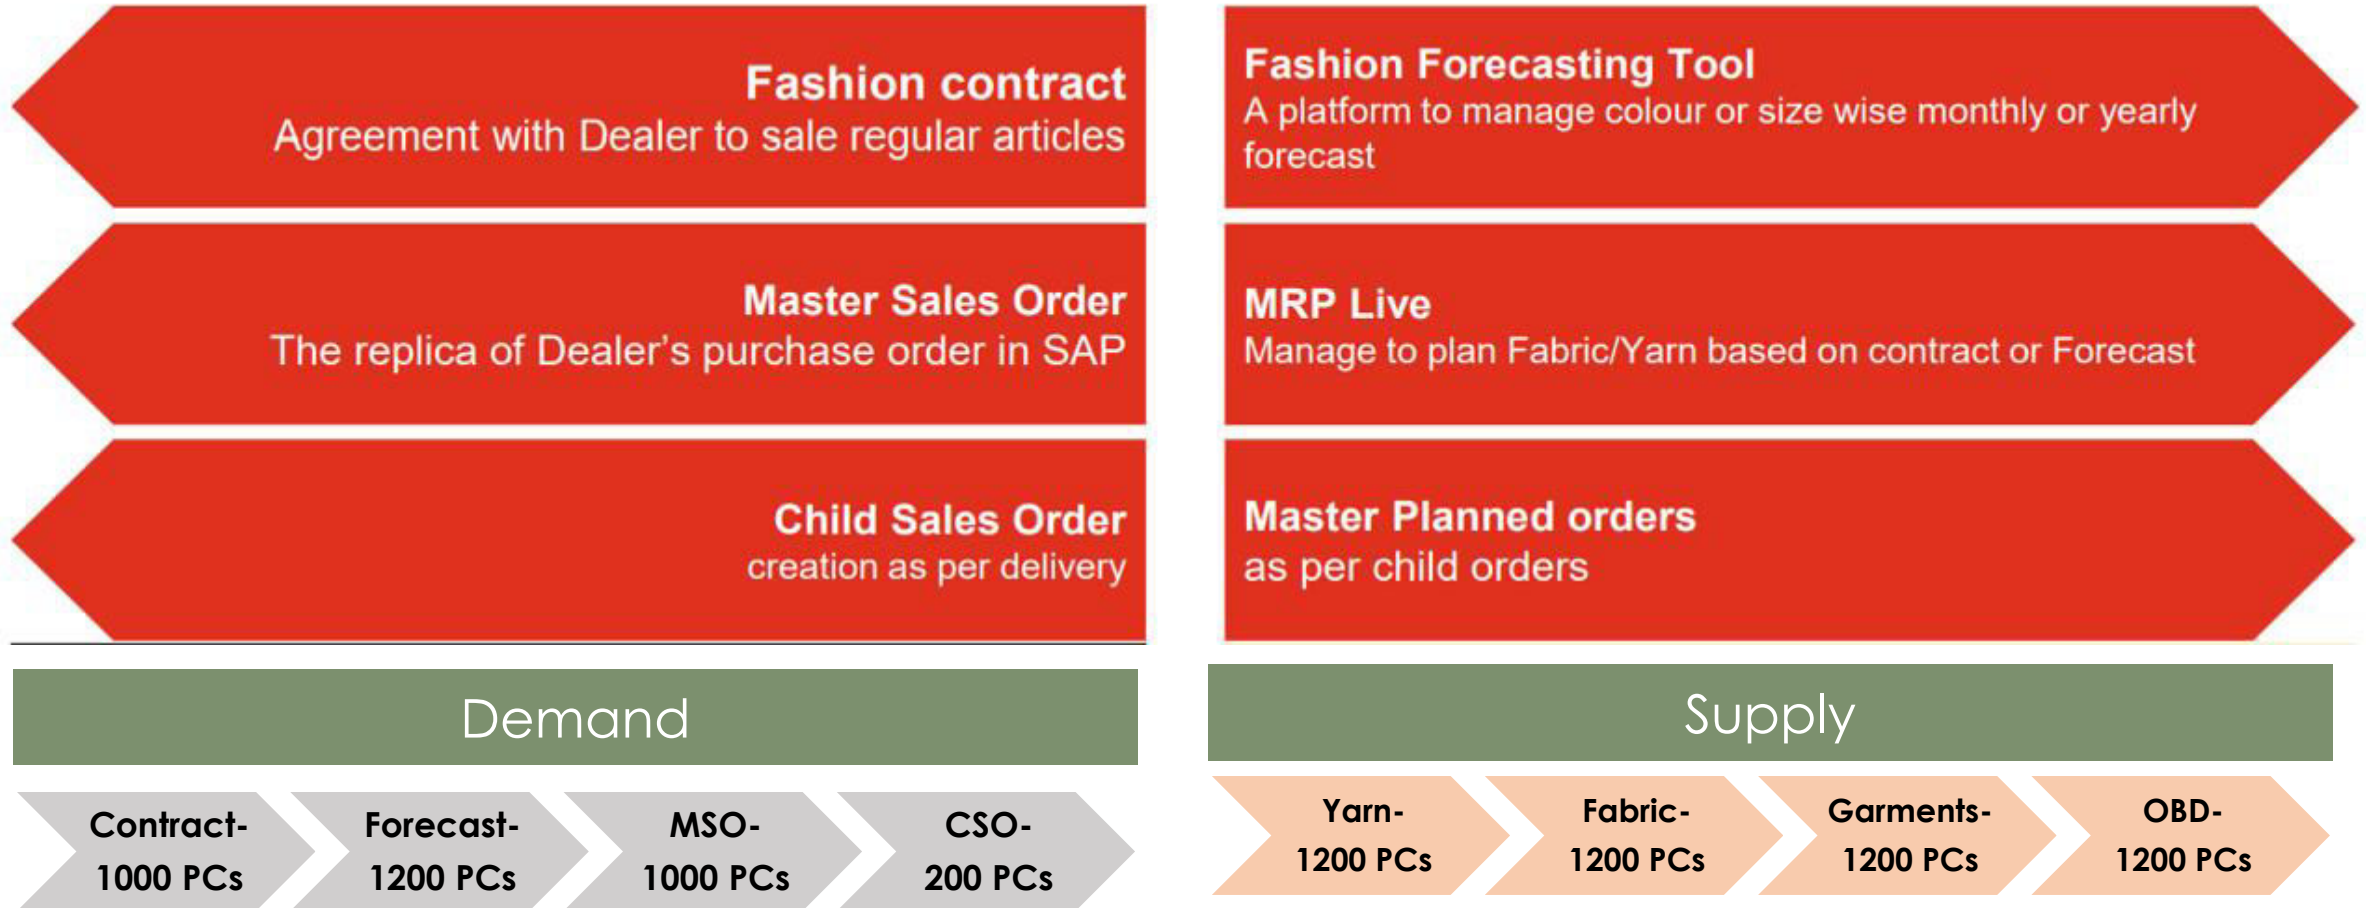 Fashion contract
Agreement with Dealer to sale regular articles
Master Sales Order
The replica of Dealer's purchase order in SAP
Child Sales Order
creation as per delivery
Fashion Forecasting Tool
A platform to manage colour or size wise monthly or yearly
forecast
MRP Live
Manage to plan Fabric/Yarn based on contract or Forecast
Master Planned orders
as per child orders
Demand
Contract-
1000 PCs
Forecast-
1200 PCs
MSO-
1000 PCs
CSO-
200 PCs
Supply
Yarn-
1200 PCs
Fabric-
1200 PCs
Garments-
1200 PCs
OBD-
1200 PCs